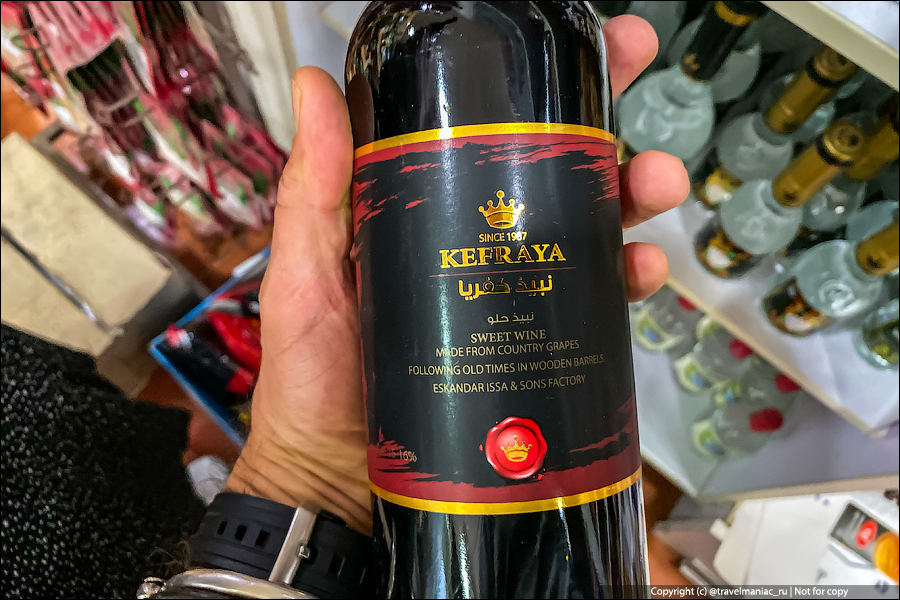 SINCE 1987
KEFRAYA
نبيذ كفريا
نبيذ حلو
SWEET WINE
MADE FROM COUNTRY GRAPES
FOLLOWING OLD TIMES IN WOODEN BARRELS
ESKANDAR ISSA & SONS FACTORY
16%
Copyright (c) @travelmaniac_ru | Not for copy